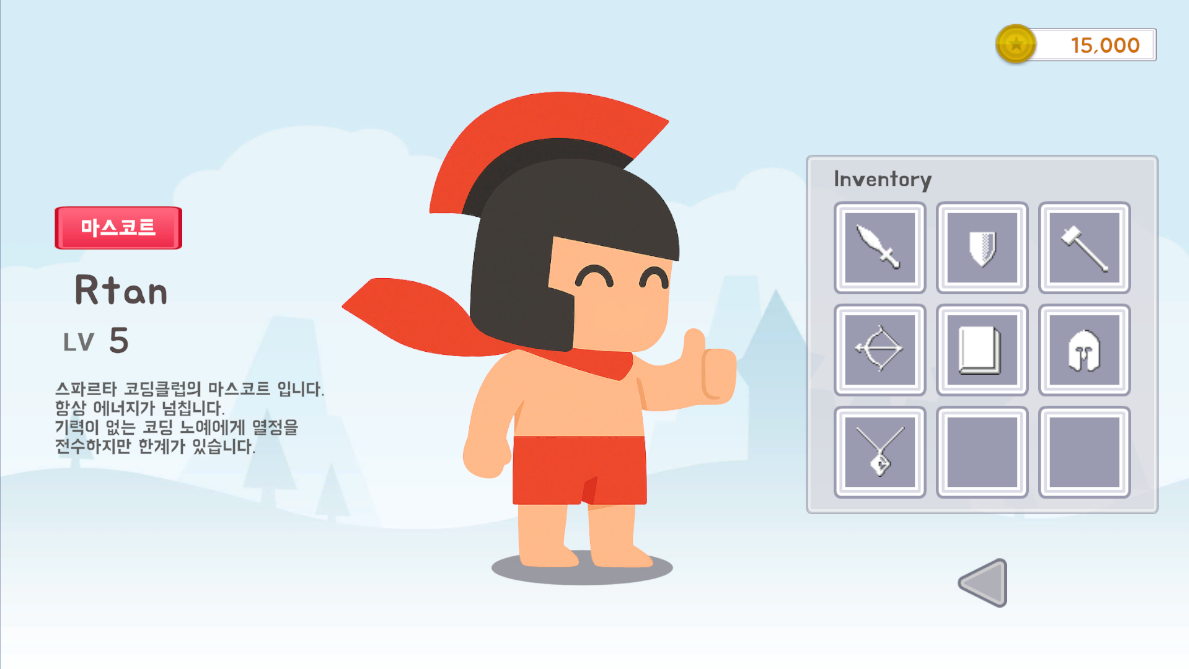 15,000
마스코트
Rtan
LV 5
스파르타 코딩클럽의 마스코트 입니다.
항상 에너지가 넘칩니다.
기력이 없는 코딩 노예에게 열정을
전수하지만 한계가 있습니다.
Inventory